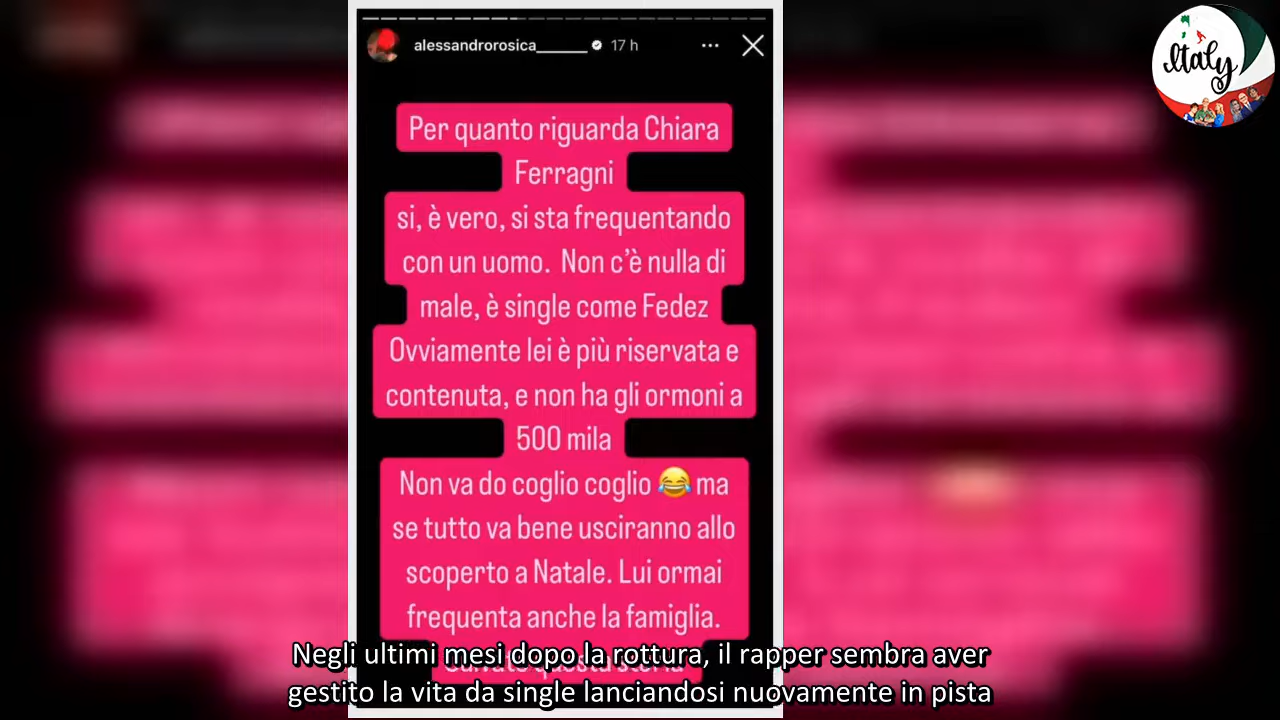 alessandrorosica______ 17 h
Italy
Per quanto riguarda Chiara
Ferragni
si, è vero, si sta frequentando
con un uomo. Non c'è nulla di
male, è single come Fedez
Ovviamente lei è più riservata e
contenuta, e non ha gli ormoni a
500 mila
Non va do coglio coglio 😂 ma
se tutto va bene usciranno allo
scoperto a Natale. Lui ormai
frequenta anche la famiglia.
Negli ultimi mesi dopo la rottura, il rapper sembra aver
gestito la vita da single lanciandosi nuovamente in pista